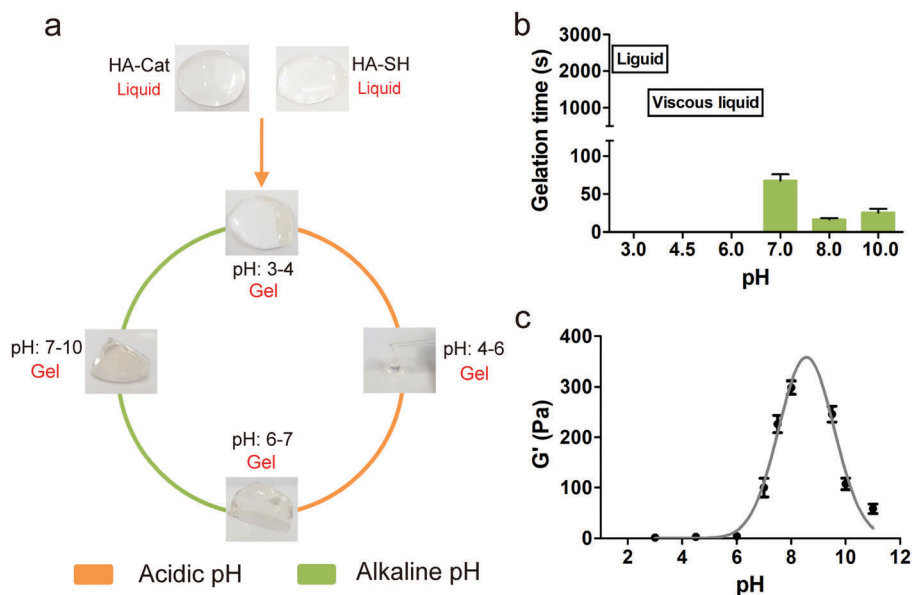 a
HA-Cat
Liquid
HA-SH
Liquid
pH: 3-4
Gel
pH: 7-10
Gel
pH: 4-6
Gel
pH: 6-7
Gel
Acidic pH
Alkaline pH
b
Gelation time (s)
3000
2000
1000
100
50
0
Liguid
Viscous liquid
3.0 4.5 6.0 7.0 8.0 10.0
pH
c
G' (Pa)
400
300
200
100
0
2 4 6 8 10 12
pH